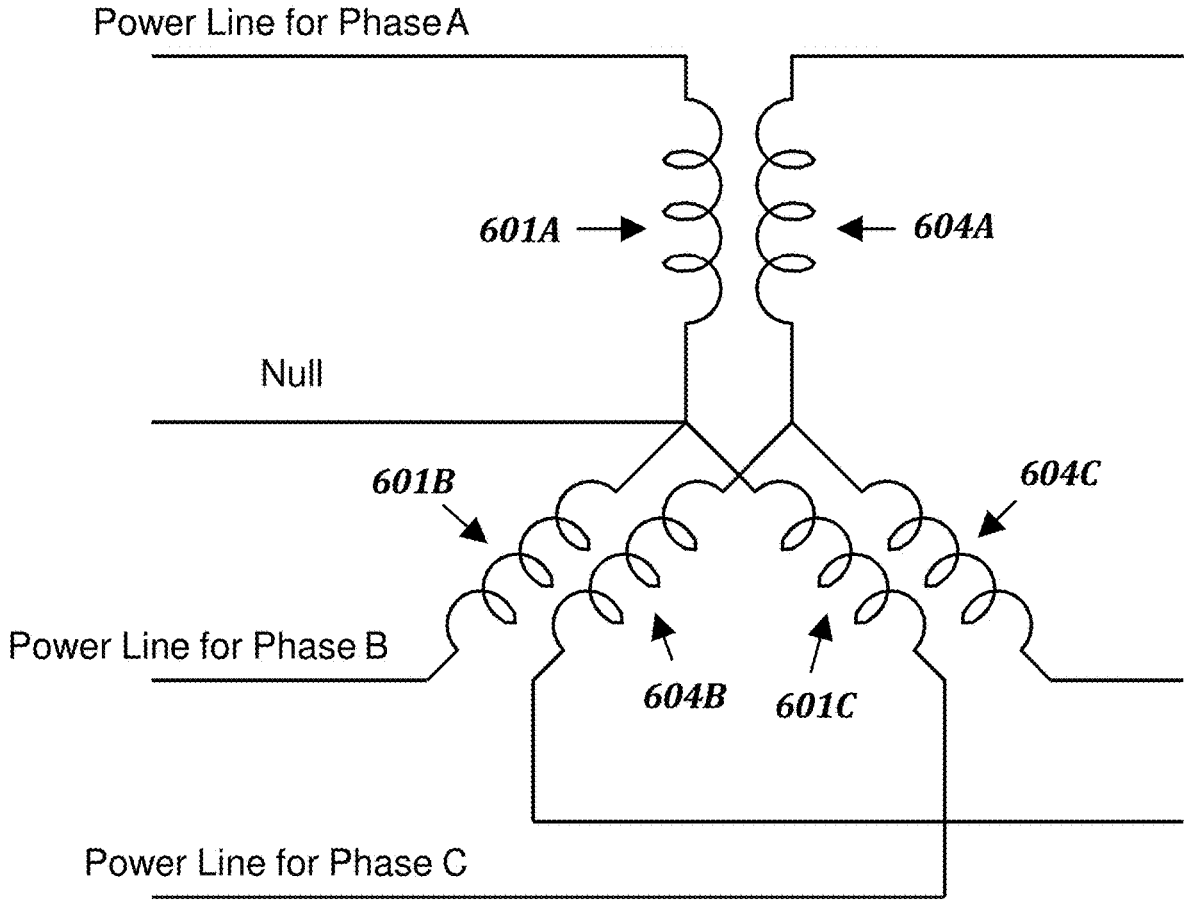 Power Line for Phase A
601A
604A
Null
601B
604C
Power Line for Phase B
604B
601C
Power Line for Phase C